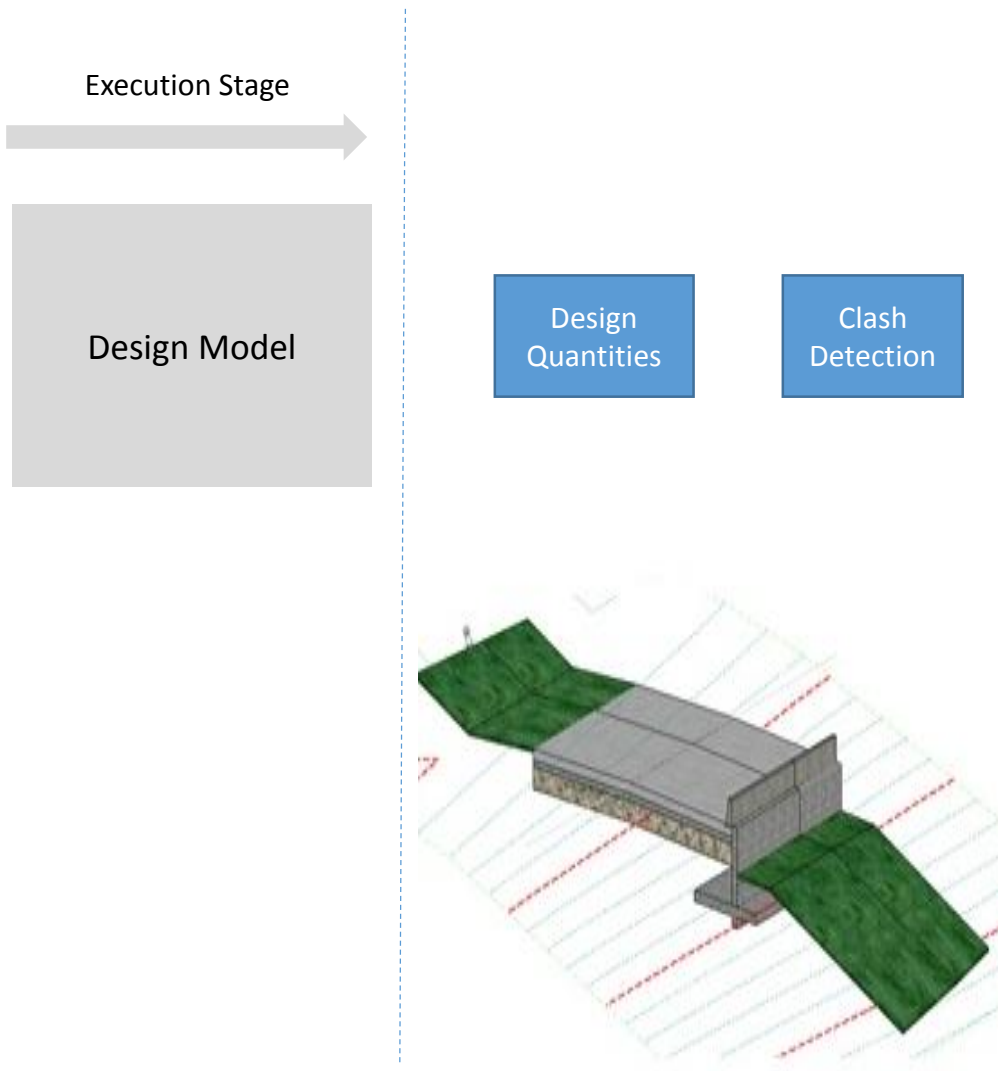 Execution Stage
Design Model
Design
Quantities
Clash
Detection